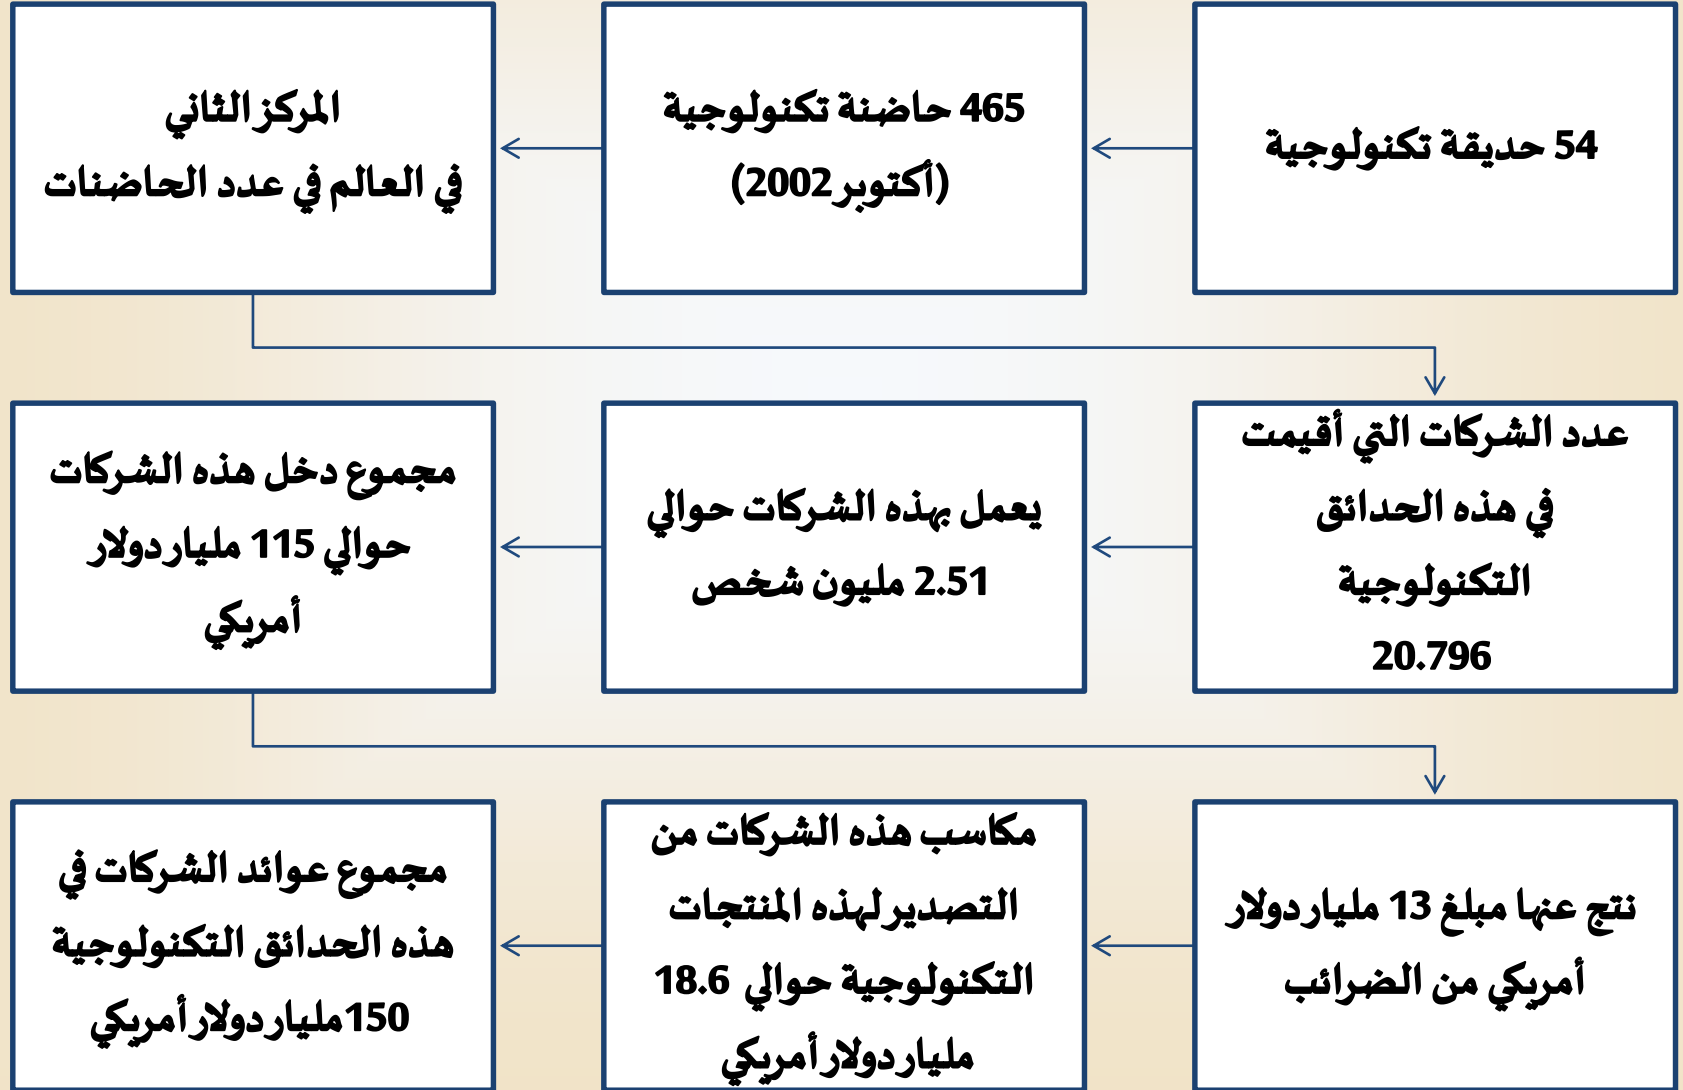 54 حديقة تكنولوجية
465 حاضنة تكنولوجية
(أكتوبر 2002)
المركز الثاني
في العالم في عدد الحاضنات
عدد الشركات التي أقيمت
في هذه الحدائق
التكنولوجية
20.796
يعمل بهذه الشركات حوالي
2.51 مليون شخص
مجموع دخل هذه الشركات
حوالي 115 مليار دولار
أمريكي
نتج عنها مبلغ 13 مليار دولار
أمريكي من الضرائب
مكاسب هذه الشركات من
التصدير لهذه المنتجات
التكنولوجية حوالي 18.6
مليار دولار أمريكي
مجموع عوائد الشركات في
هذه الحدائق التكنولوجية
150مليار دولار أمريكي